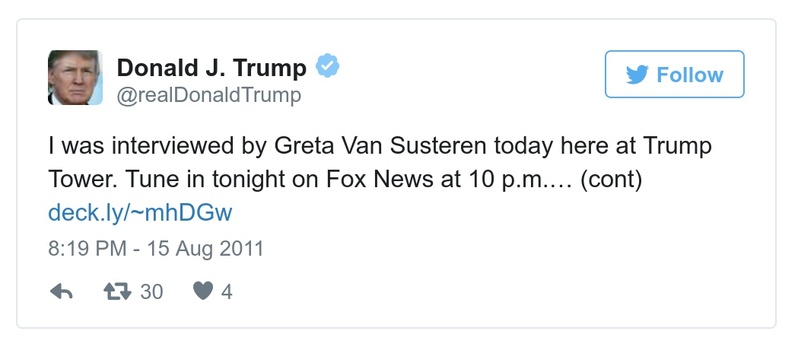 Donald J. Trump
@realDonaldTrump
Follow
I was interviewed by Greta Van Susteren today here at Trump
Tower. Tune in tonight on Fox News at 10 p.m.… (cont)
deck.ly/~mhDGw
8:19 PM - 15 Aug 2011
30 4